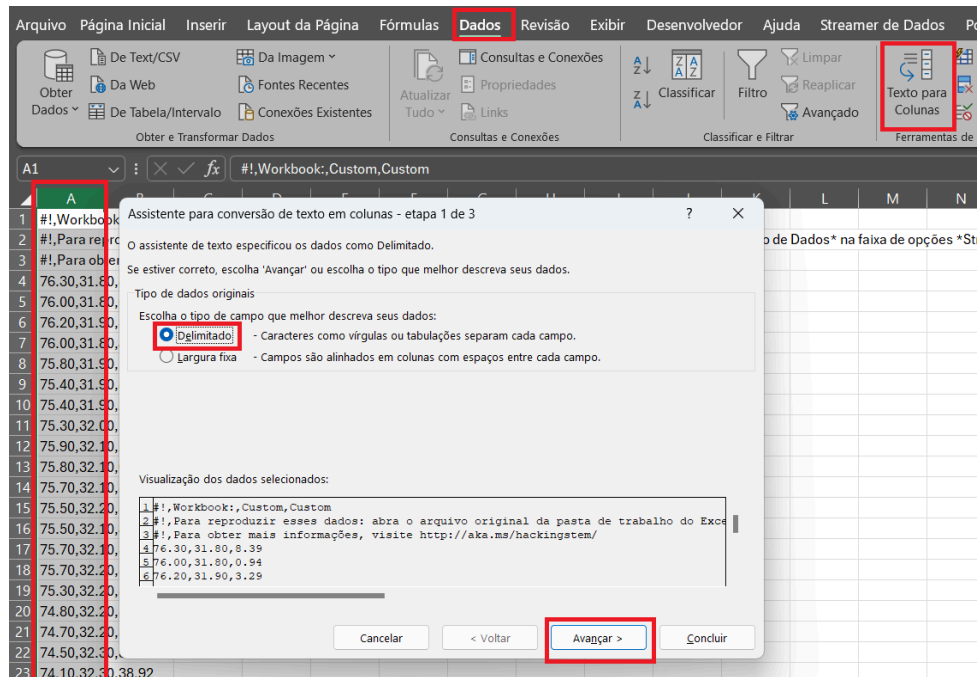 Arquivo Página Inicial Inserir Layout da Página Fórmulas Dados Revisão Exibir Desenvolvedor Ajuda Streamer de Dados
De Text/CSV
De Web
De Tabela/Intervalo
Obter Dados
Da Imagem
Fontes Recentes
Conexões Existentes
Obter e Transformar Dados
Atualizar Tudo
Consultas e Conexões
Propriedades
Links
Consultas e Conexões
Classificar
Filtro
Limpar
Reaplicar
Avançado
Classificar e Filtrar
Texto para Colunas
Ferramentas de
A1 fx #!,Workbook:,Custom,Custom
A L M N
1 #!,Workbook
2 #!,Para repro
de Dados* na faixa de opções *Str
3 #!,Para obter
4 76.30,31.80,
5 76.00,31.80,
6 76.20,31.90,
7 76.00,31.80,
8 75.80,31.90,
9 75.40,31.90,
10 75.40,31.90,
11 75.30,32.00,
12 75.90,32.10,
13 75.80,32.10,
14 75.70,32.10,
15 75.50,32.20,
16 75.50,32.10,
17 75.70,32.10,
18 75.70,32.20,
19 75.30,32.20,
20 74.80,32.20,
21 74.70,32.20,
22 74.50,32.30,
23 74.10,32.30,38.92
Assistente para conversão de texto em colunas - etapa 1 de 3 ? ×
O assistente de texto especificou os dados como Delimitado.
Se estiver correto, escolha 'Avançar' ou escolha o tipo que melhor descreva seus dados.
Tipo de dados originais
Escolha o tipo de campo que melhor descreva seus dados:
Delimitado - Caracteres como vírgulas ou tabulações separam cada campo.
Largura fixa - Campos são alinhados em colunas com espaços entre cada campo.
Visualização dos dados selecionados:
1 #!,Workbook:,Custom,Custom
2 #!,Para reproduzir esses dados: abra o arquivo original da pasta de trabalho do Exce
3 #!,Para obter mais informações, visite http://aka.ms/hackingstem/
4 76.30,31.80,8.39
5 76.00,31.80,0.94
6 76.20,31.90,3.29
Cancelar < Voltar Avançar > Concluir